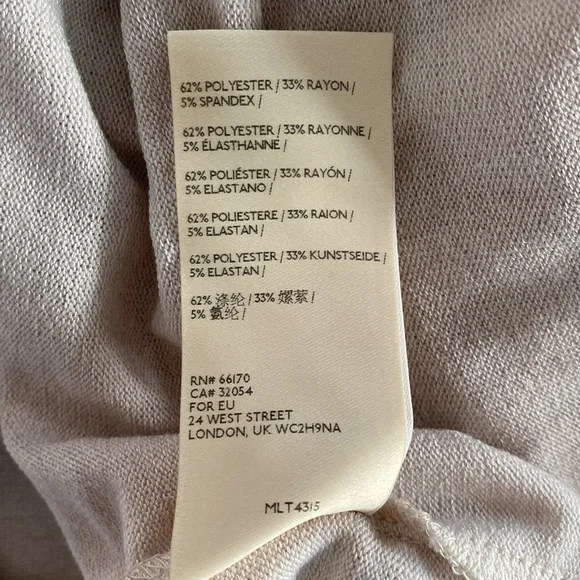 62% POLYESTER / 33% RAYON /
5% SPANDEX /
62% POLYESTER / 33% RAYONNE /
5% ÉLASTHANNE /
62% POLIÉSTER / 33% RAYÓN /
5% ELASTANO /
62% POLIESTERE / 33% RAION /
5% ELASTAN /
62% POLYESTER / 33% KUNSTSEIDE /
5% ELASTAN /
62% 涤纶 / 33% 嫘萦 /
5% 氨纶 /
RN# 66170
CA# 32054
FOR EU
24 WEST STREET
LONDON, UK WC2H9NA
MLT4315